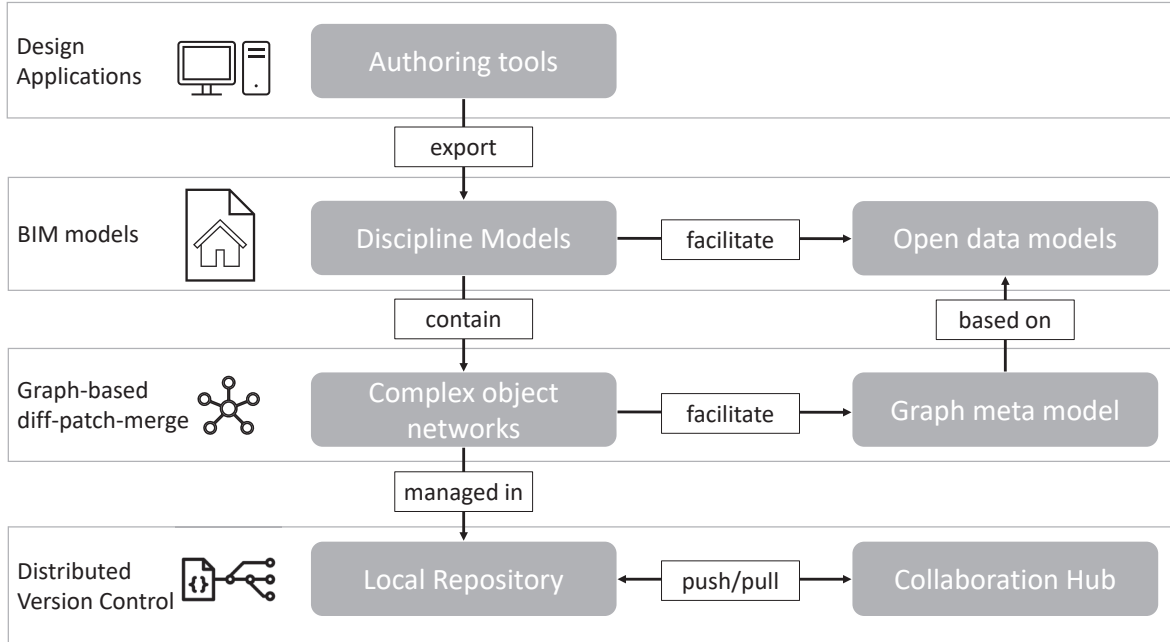 Design
Applications
Authoring tools
export
BIM models
Discipline Models
facilitate
Open data models
contain
based on
Graph-based
diff-patch-merge
Complex object
networks
facilitate
Graph meta model
managed in
Distributed
Version Control
{}
Local Repository
push/pull
Collaboration Hub